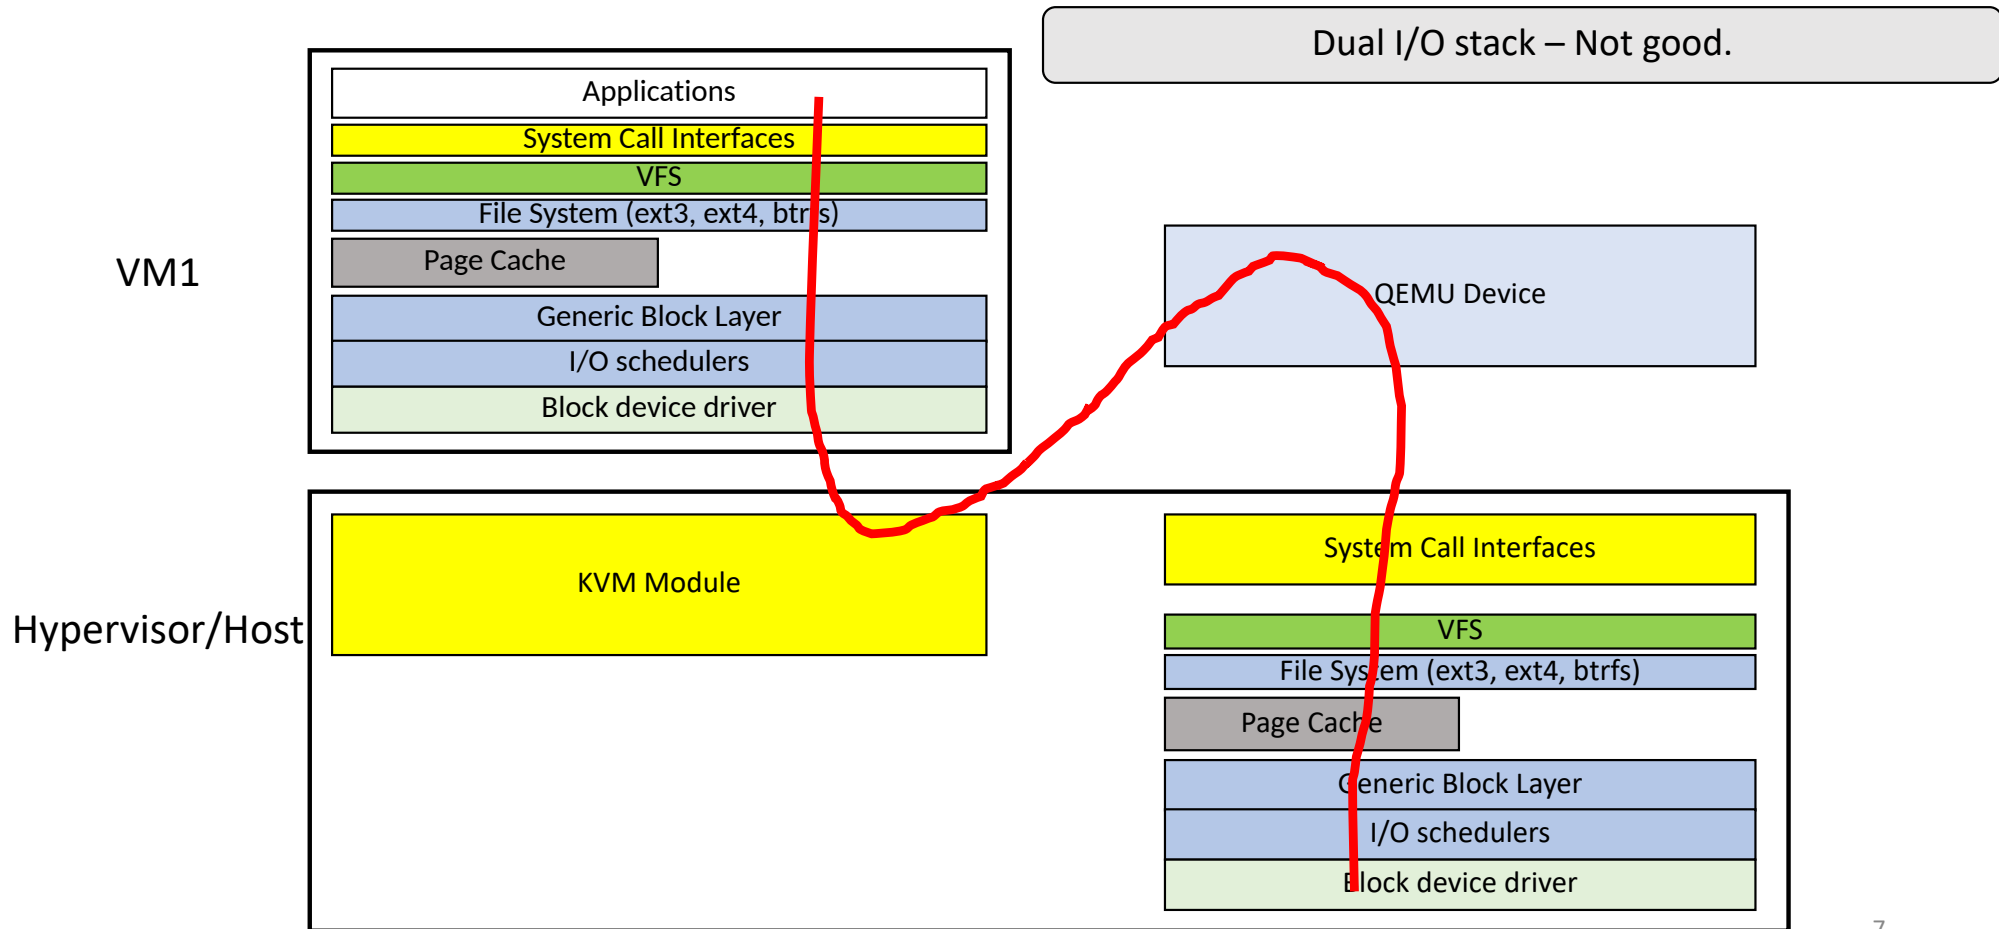 Dual I/O stack – Not good.
Applications
System Call Interfaces
VFS
File System (ext3, ext4, btrfs)
Page Cache
Generic Block Layer
I/O schedulers
Block device driver
VM1
QEMU Device
Hypervisor/Host
KVM Module
System Call Interfaces
VFS
File System (ext3, ext4, btrfs)
Page Cache
Generic Block Layer
I/O schedulers
Block device driver
7